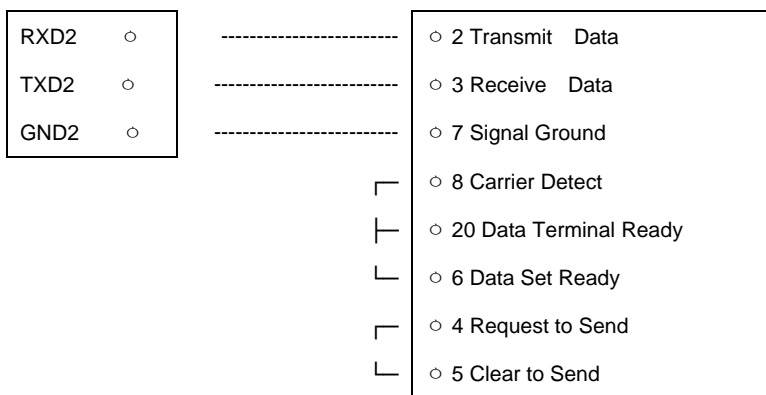 RXD2 2 Transmit Data
TXD2 3 Receive Data
GND2 7 Signal Ground
8 Carrier Detect
20 Data Terminal Ready
6 Data Set Ready
4 Request to Send
5 Clear to Send